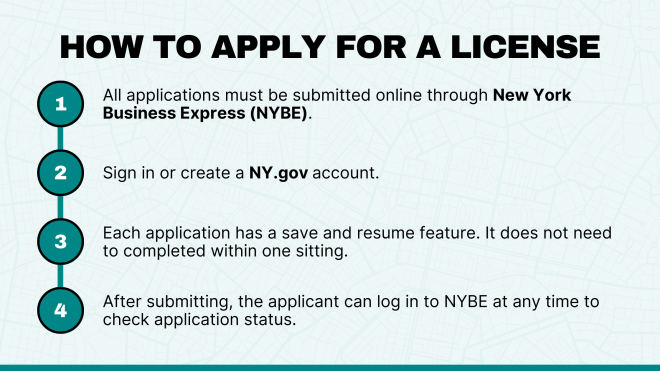 HOW TO APPLY FOR A LICENSE
1
All applications must be submitted online through New York
Business Express (NYBE).
2
Sign in or create a NY.gov account.
3
Each application has a save and resume feature. It does not need
to completed within one sitting.
4
After submitting, the applicant can log in to NYBE at any time to
check application status.